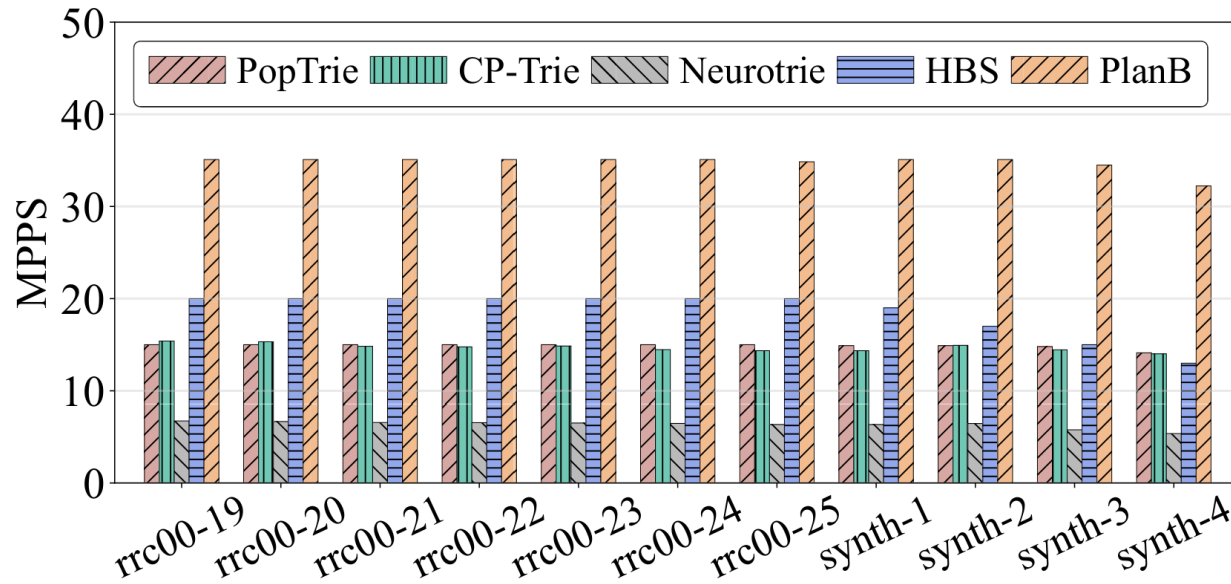 MPPS
50
40
30
20
10
0
PopTrie CP-Trie Neurotrie HBS PlanB
rrc00-19 rrc00-20 rrc00-21 rrc00-22 rrc00-23 rrc00-24 rrc00-25 synth-1 synth-2 synth-3 synth-4